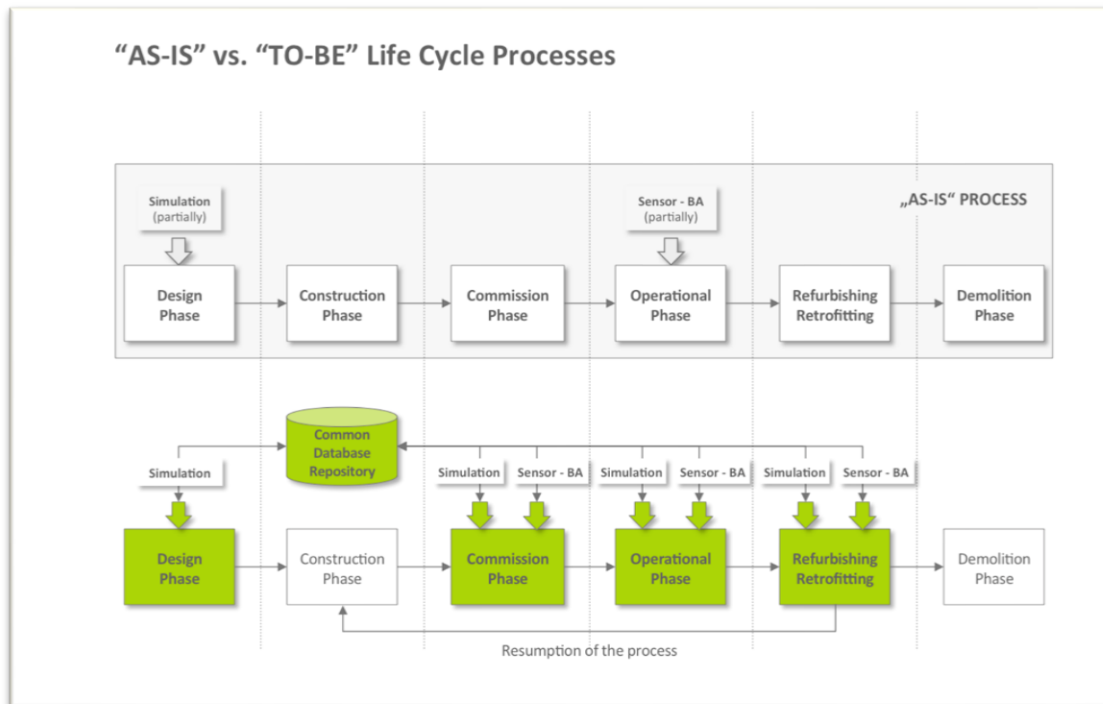 “AS-IS” vs. “TO-BE” Life Cycle Processes
Simulation
(partially)
Sensor - BA
(partially)
„AS-IS“ PROCESS
Design
Phase
Construction
Phase
Commission
Phase
Operational
Phase
Refurbishing
Retrofitting
Demolition
Phase
Common
Database
Repository
Simulation
Simulation
Sensor - BA
Simulation
Sensor - BA
Simulation
Sensor - BA
Design
Phase
Construction
Phase
Commission
Phase
Operational
Phase
Refurbishing
Retrofitting
Demolition
Phase
Resumption of the process